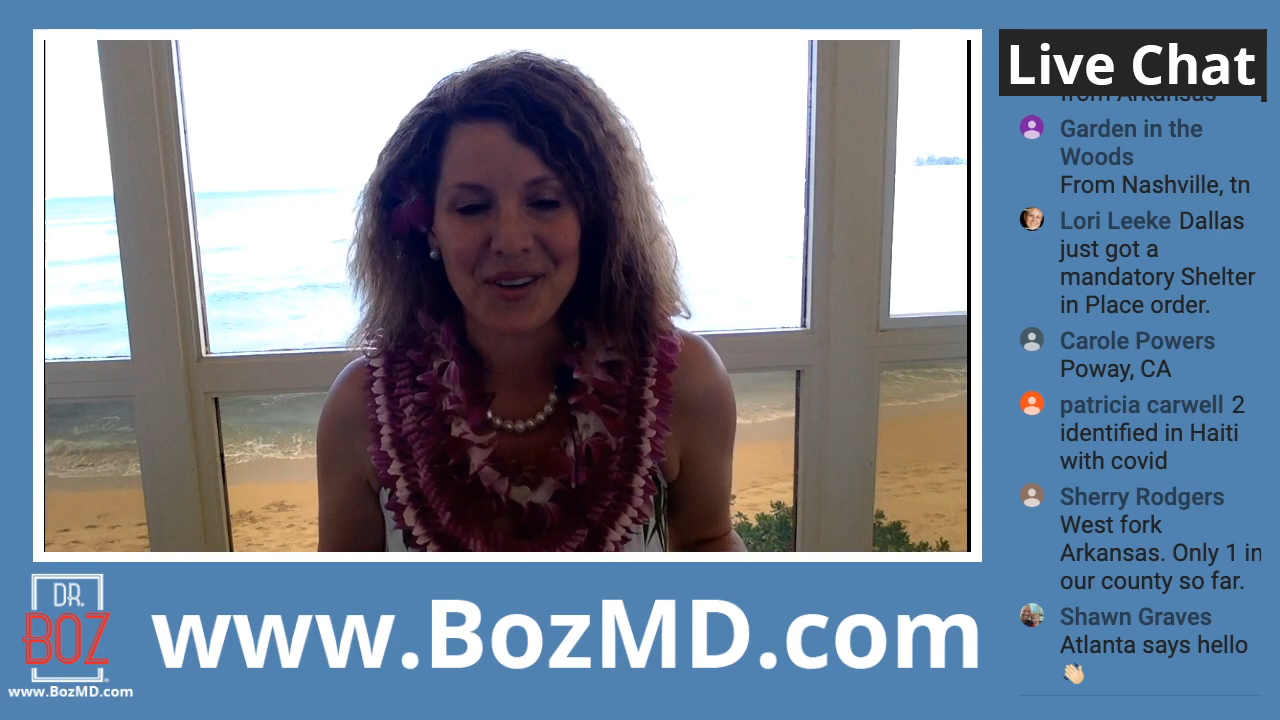 Live Chat
from Arkansas
Garden in the
Woods
From Nashville, tn
Lori Leeke Dallas
just got a
mandatory Shelter
in Place order.
Carole Powers
Poway, CA
patricia carwell 2
identified in Haiti
with covid
Sherry Rodgers
West fork
Arkansas. Only 1 in
our county so far.
Shawn Graves
Atlanta says hello
👋🏻
DR.
BOZ
www.BozMD.com
www.BozMD.com